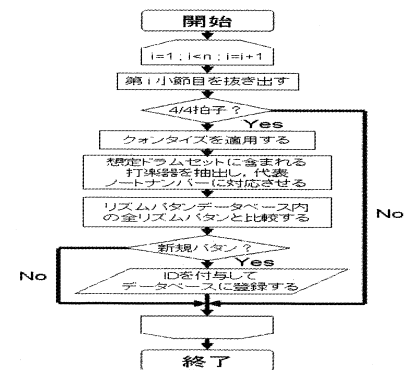 開始
i=1 ; i<n ; i=i+1
第 i 小節目を抜き出す
4/4拍子？
Yes
クォンタイズを適用する
想定ドラムセットに含まれる
打楽器を抽出し，代表
ノートナンバーに対応させる
リズムパタンデータベース内
の全リズムパタンと比較する
No
新規パタン？
Yes
No
IDを付与して
データベースに登録する
終了